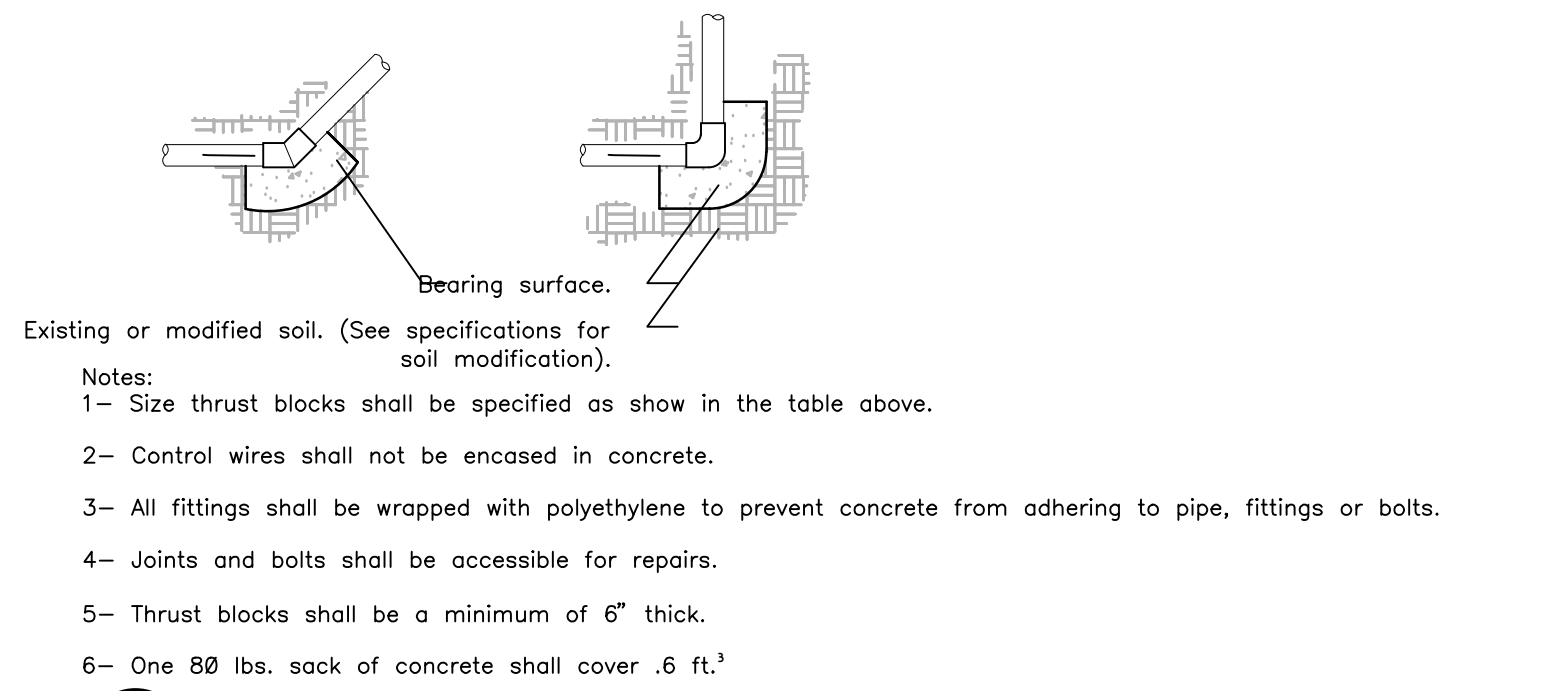 Bearing surface.
Existing or modified soil. (See specifications for
soil modification).
Notes:
1– Size thrust blocks shall be specified as show in the table above.
2– Control wires shall not be encased in concrete.
3– All fittings shall be wrapped with polyethylene to prevent concrete from adhering to pipe, fittings or bolts.
4– Joints and bolts shall be accessible for repairs.
5– Thrust blocks shall be a minimum of 6” thick.
6– One 80 lbs. sack of concrete shall cover .6 ft.³